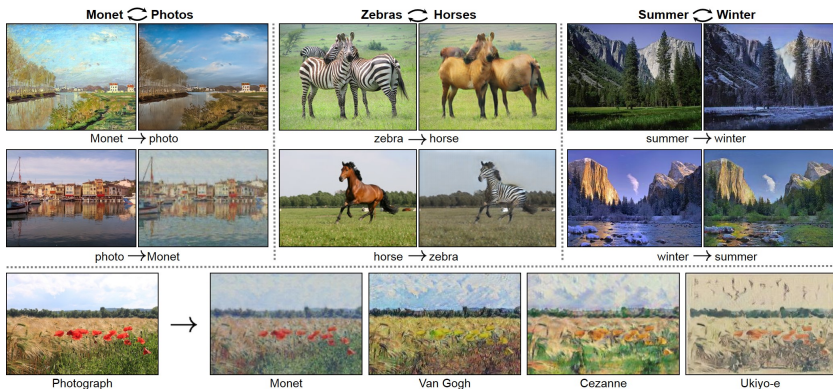 Monet Photos
Zebras Horses
Summer Winter
Monet → photo
zebra → horse
summer → winter
photo → Monet
horse → zebra
winter → summer
Photograph
Monet
Van Gogh
Cezanne
Ukiyo-e